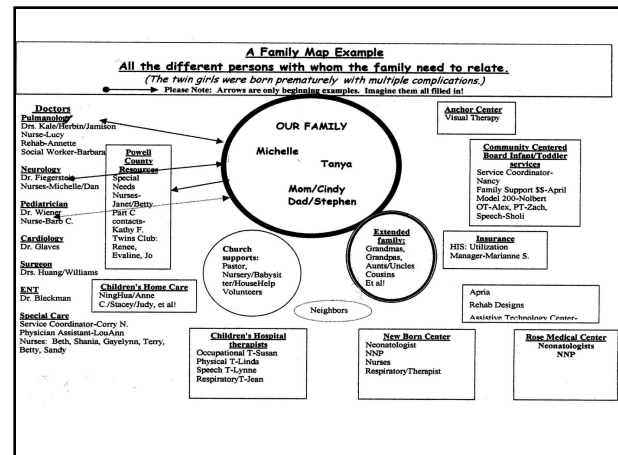 A Family Map Example
All the different persons with whom the family need to relate.
(The twin girls were born prematurely with multiple complications.)
Please Note: Arrows are only beginning examples. Imagine them all filled in!
Doctors
Pulmanology
Drs. Kale/Herbin/Jamison
Nurse-Lucy
Rehab-Annette
Social Worker-Barbara
Neurology
Dr. Fiegerston
Nurses-Michelle/Dan
Pediatrician
Dr. Wiener
Nurse-Barb C.
Cardiology
Dr. Glaves
Surgeon
Drs. Huang/Williams
ENT
Dr. Bleckman
Special Care
Service Coordinator-Corry N.
Physician Assistant-LouAnn
Nurses: Beth, Shania, Gayelynn, Terry,
Betty, Sandy
Powell
County
Resources
Special
Needs
Nurses-
Janet/Betty
Part C
contacts-
Kathy F.
Twins Club:
Renee,
Evaline, Jo
Children's Home Care
NingHua/Anne
C./Stacey/Judy, et al!
OUR FAMILY
Michelle
Tanya
Mom/Cindy
Dad/Stephen
Church
supports:
Pastor,
Nursery/Babysit
ter/HouseHelp
Volunteers
Extended
family:
Grandmas,
Grandpas,
Aunts/Uncles
Cousins
Et al!
Neighbors
Anchor Center
Visual Therapy
Community Centered
Board Infant/Toddler
services
Service Coordinator-
Nancy
Family Support $$-April
Model 200-Nolbert
OT-Alex, PT-Zach,
Speech-Sholi
Insurance
HIS: Utilization
Manager-Marianne S.
Apria
Rehab Designs
Assistive Technology Center-
Children's Hospital
therapists
Occupational T-Susan
Physical T-Linda
Speech T-Lynne
RespiratoryT-Jean
New Born Center
Neonatologist
NNP
Nurses
RespiratoryTherapist
Rose Medical Center
Neonatologists
NNP